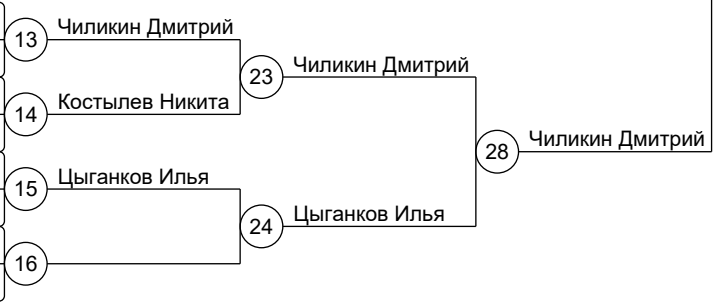 13 Чиликин Дмитрий
23 Чиликин Дмитрий
14 Костылев Никита
28 Чиликин Дмитрий
15 Цыганков Илья
24 Цыганков Илья
16